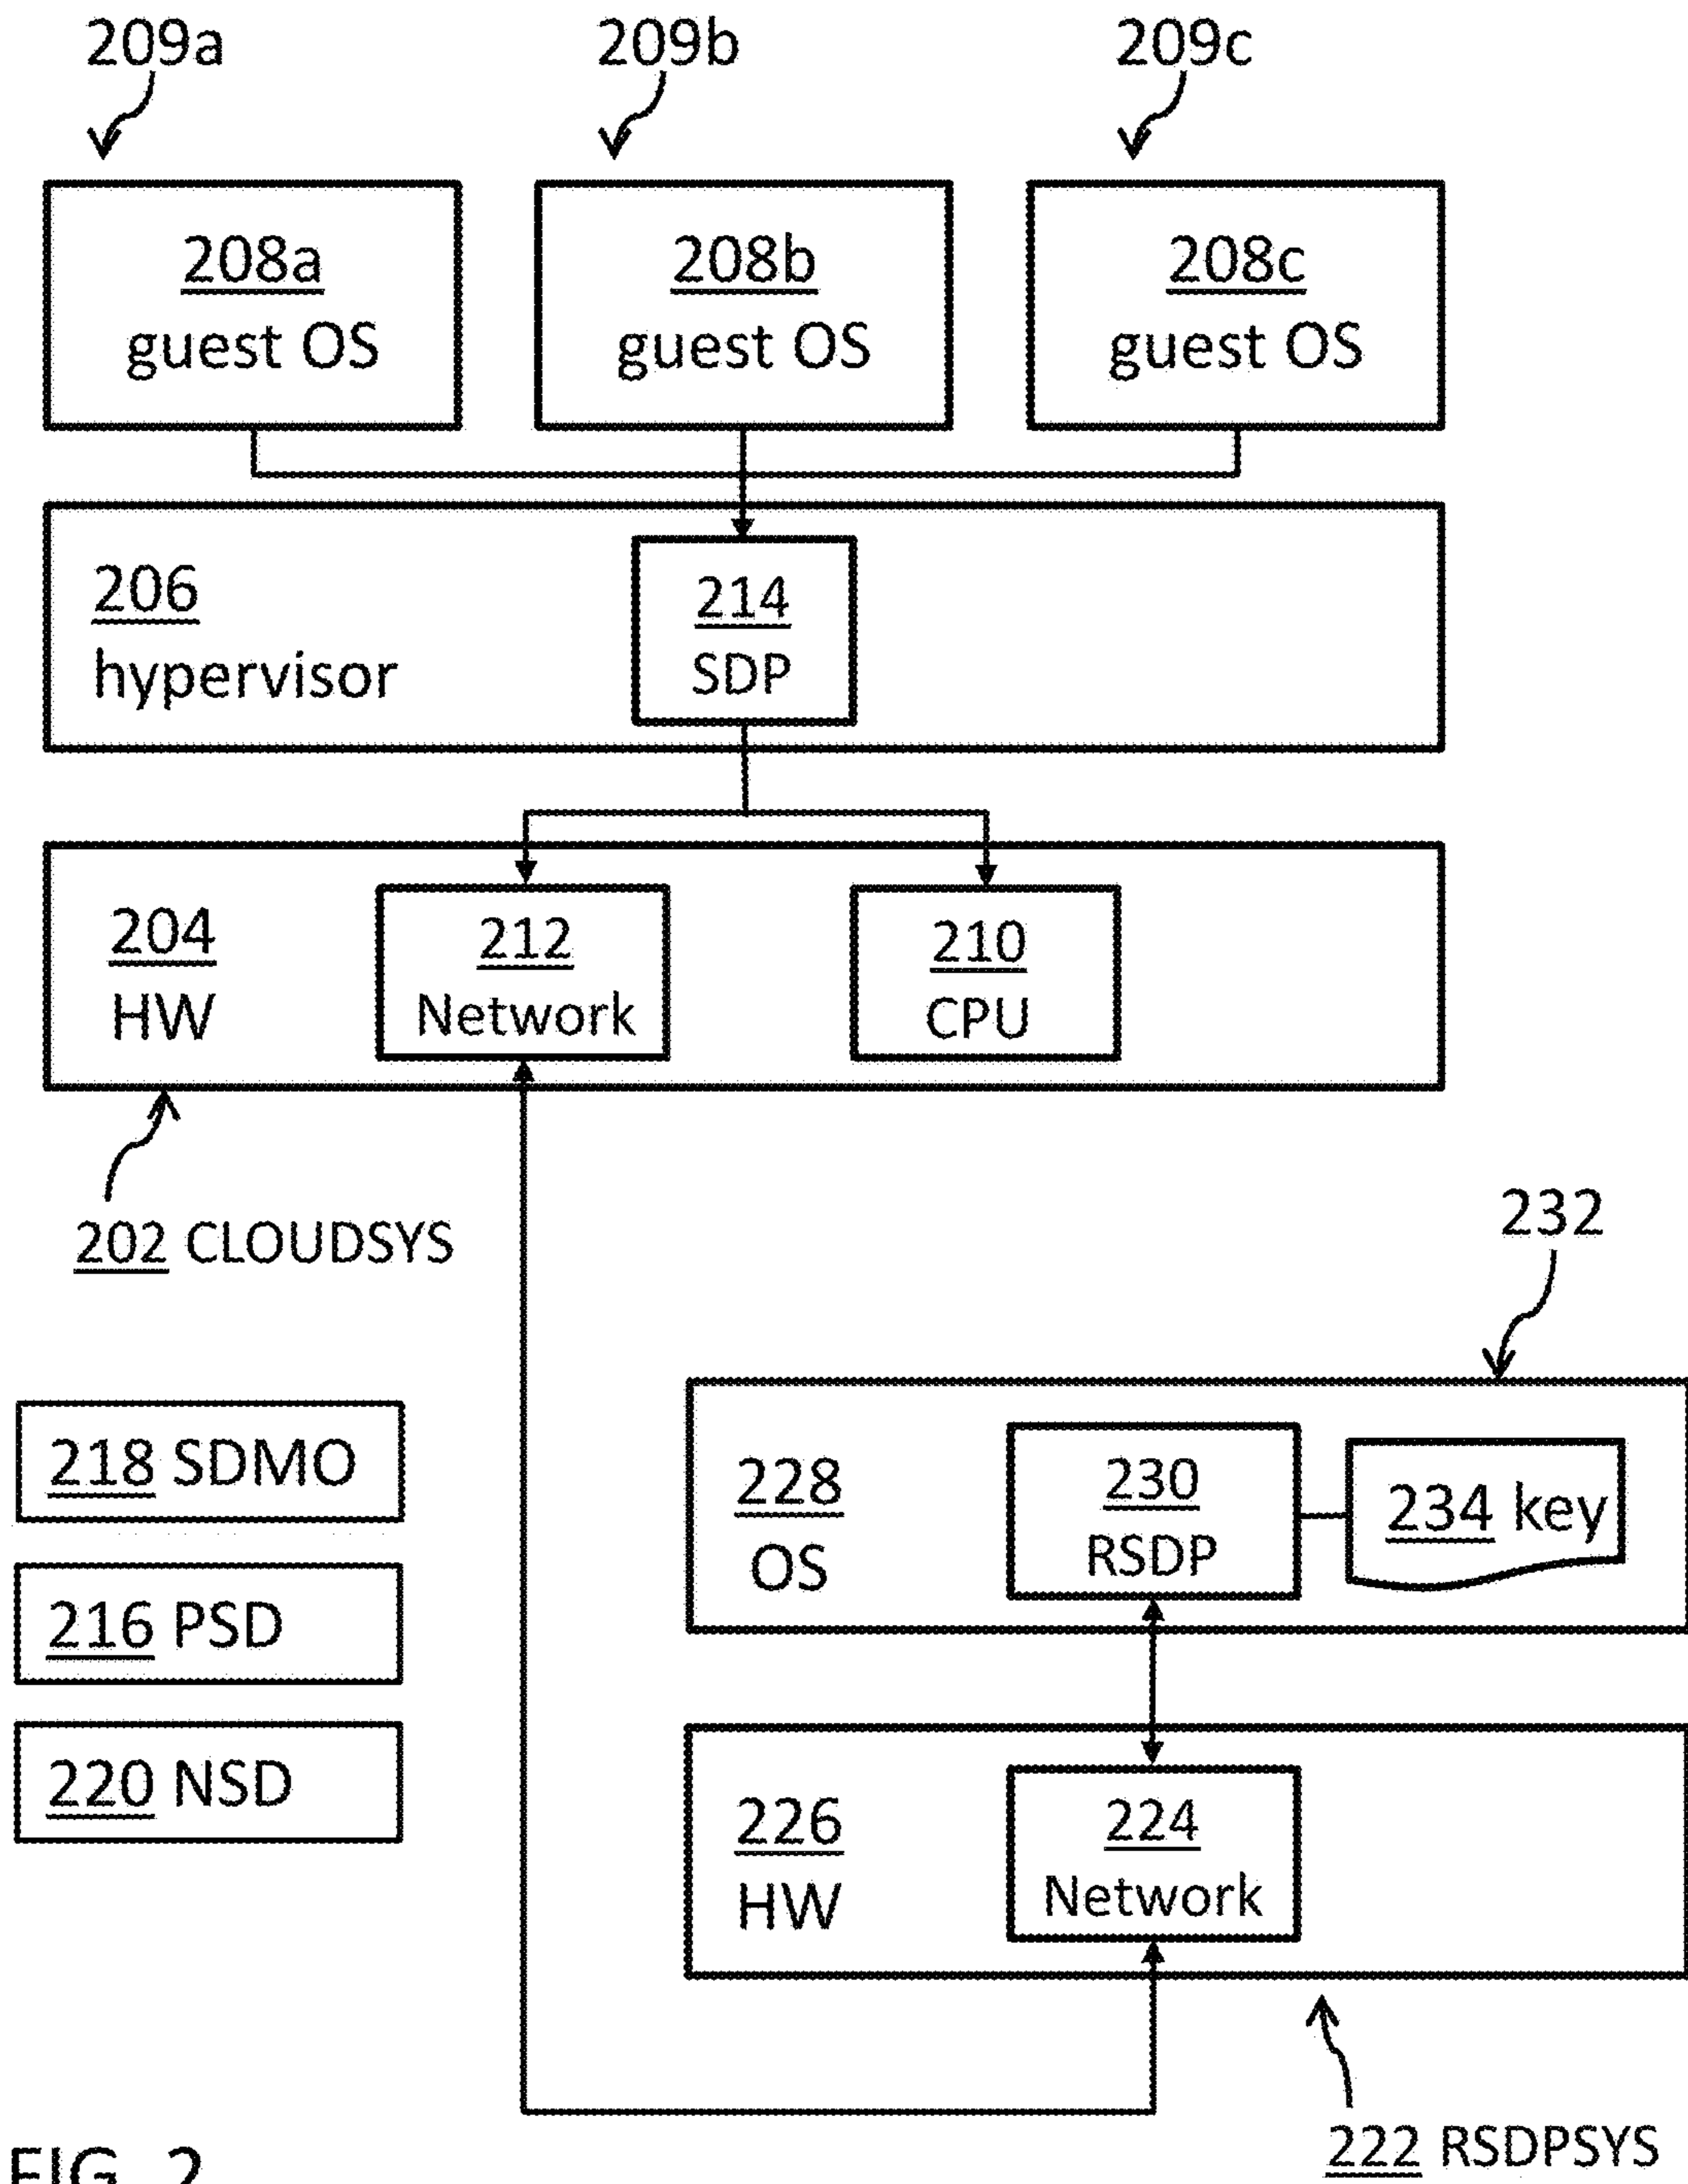 209a 209b 209c
208a 208b 208c
guest OS guest OS guest OS
206
hypervisor
214
SDP
204
HW
212
Network
210
CPU
202 CLOUDSYS
232
218 SDMO
216 PSD
220 NSD
228
OS
230
RSDP
234 key
226
HW
224
Network
222 RSDPSYS
FIG. 2